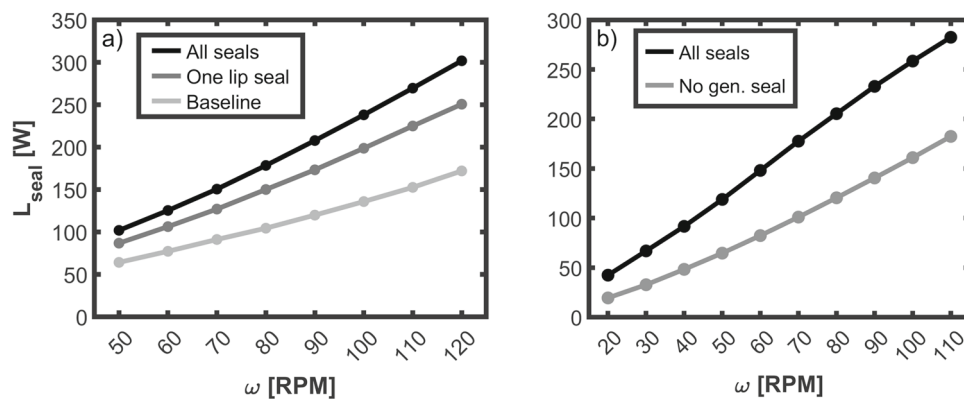 a)
All seals
One lip seal
Baseline
L_seal [W]
350
300
250
200
150
100
50
0
50 60 70 80 90 100 110 120
ω [RPM]
b)
All seals
No gen. seal
300
250
200
150
100
50
0
20 30 40 50 60 70 80 90 100 110
ω [RPM]